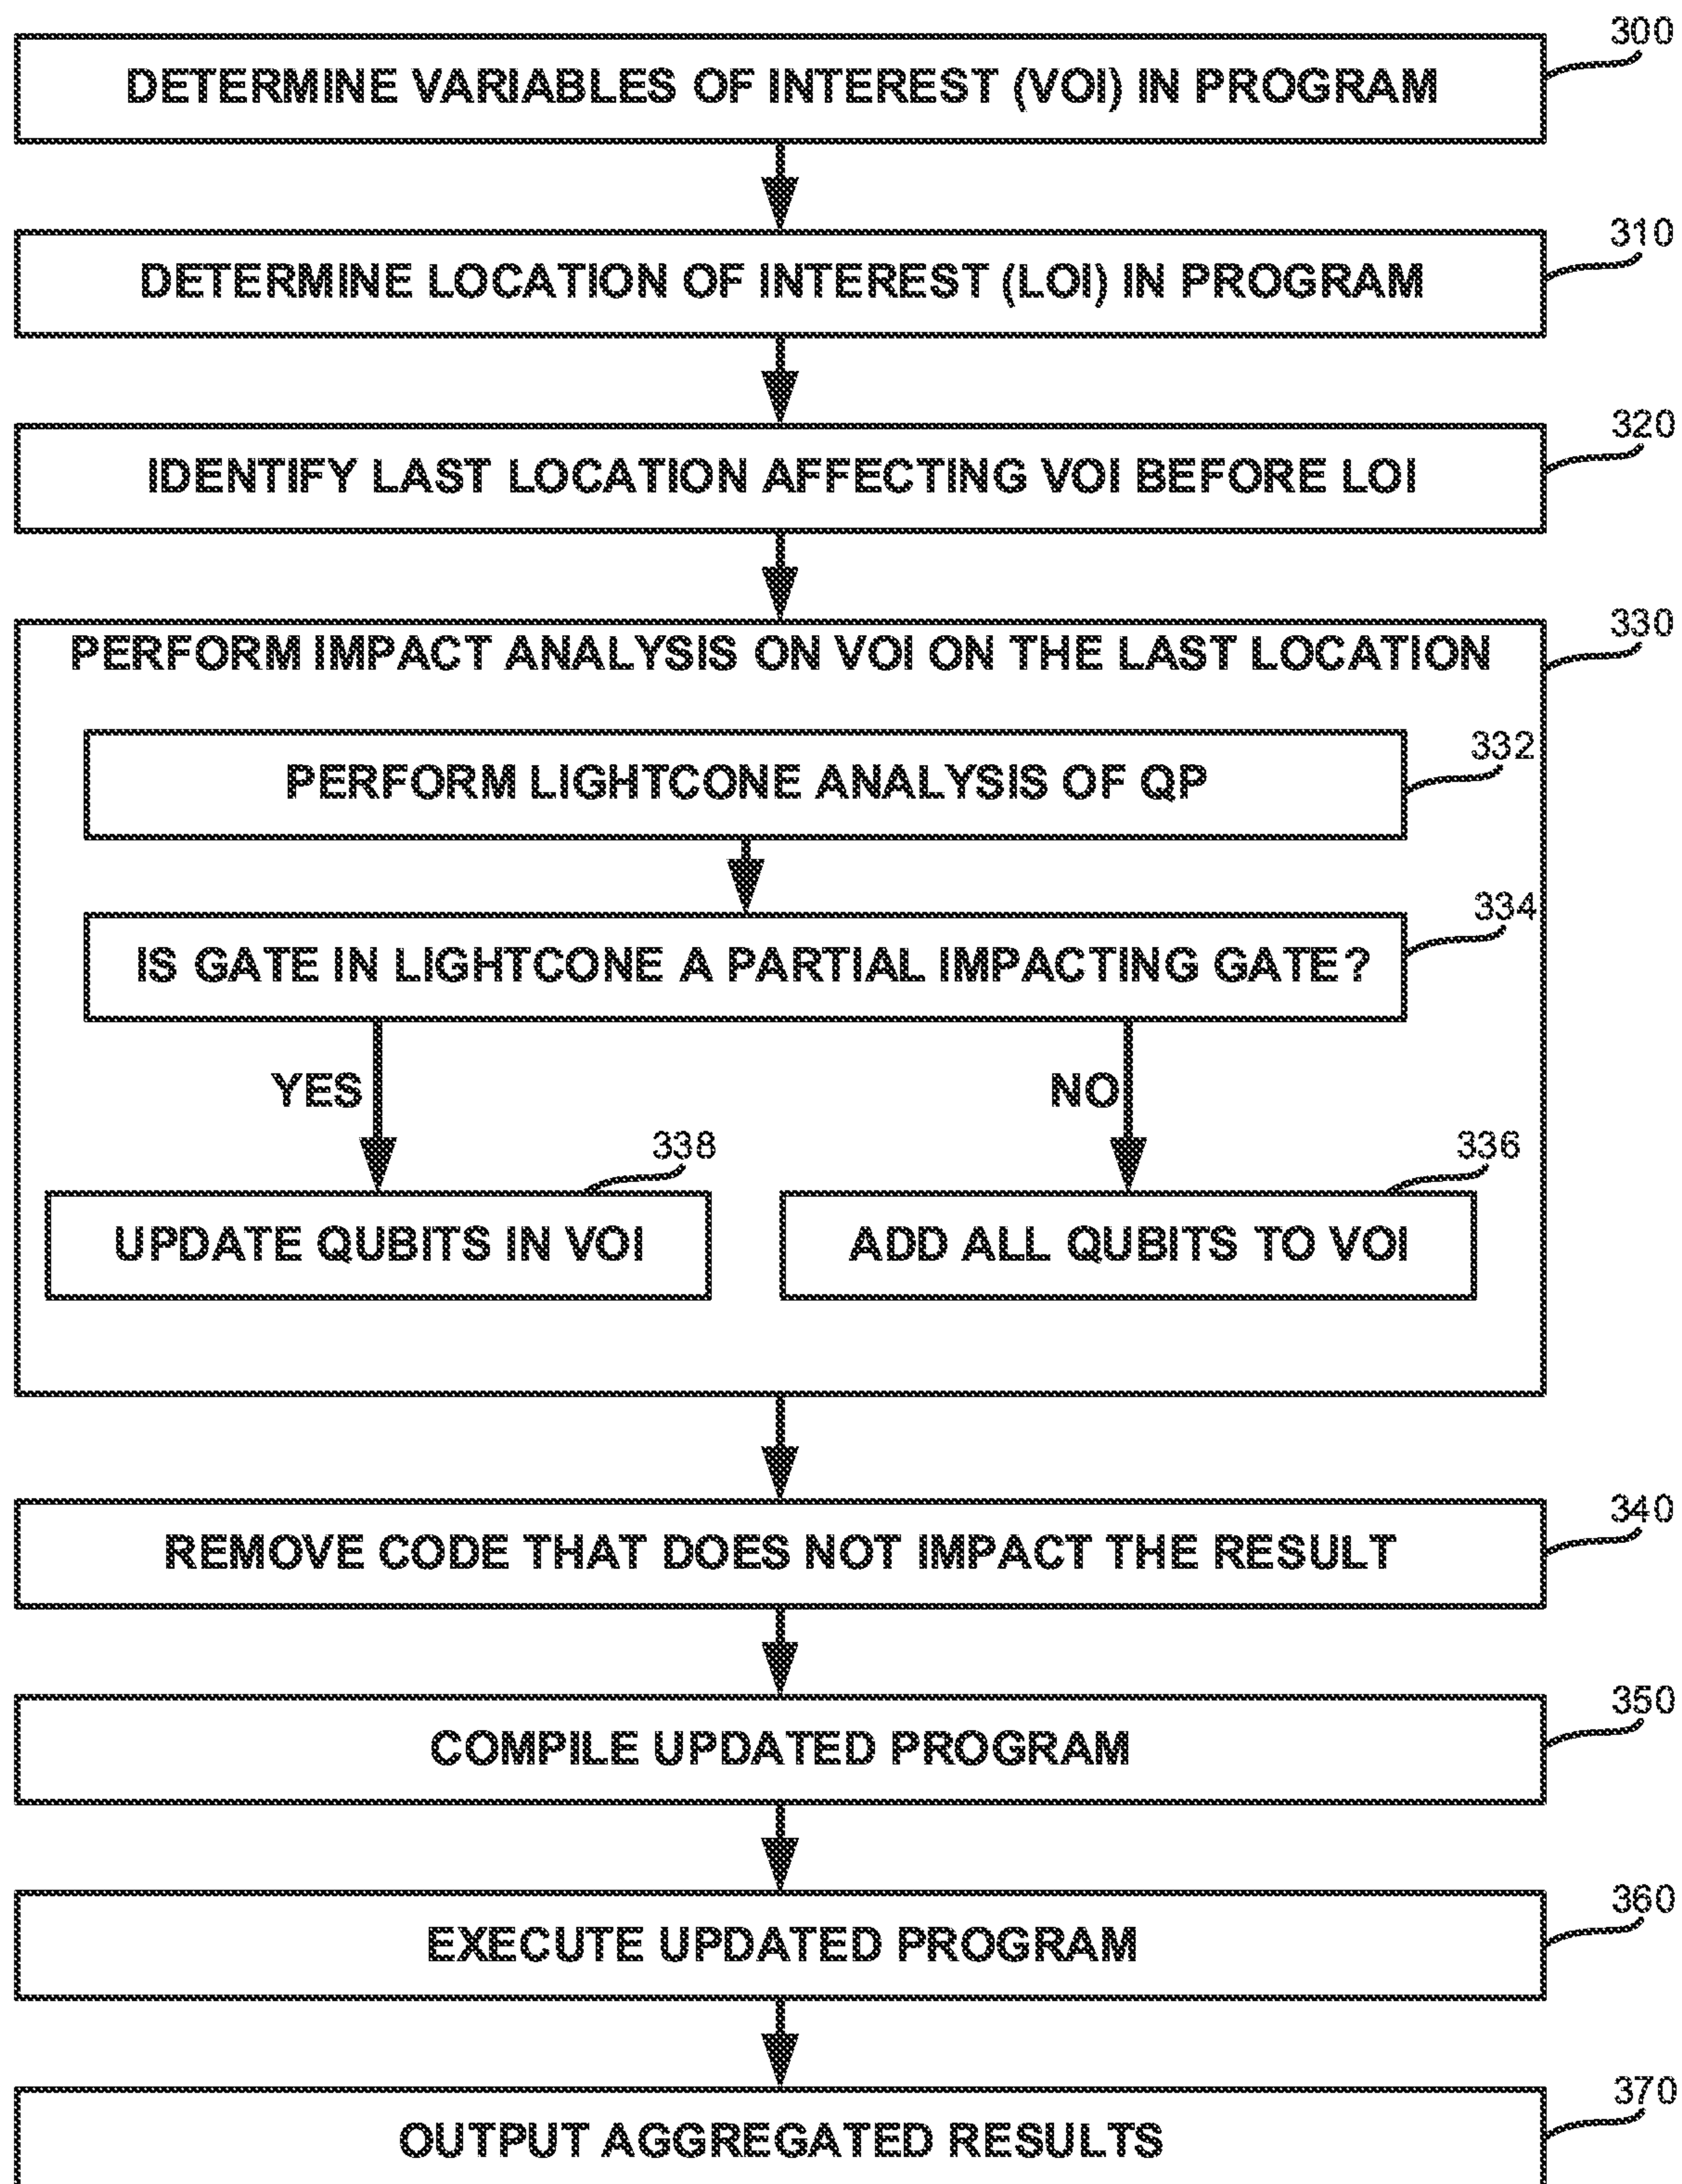 300
DETERMINE VARIABLES OF INTEREST (VOI) IN PROGRAM
310
DETERMINE LOCATION OF INTEREST (LOI) IN PROGRAM
320
IDENTIFY LAST LOCATION AFFECTING VOI BEFORE LOI
330
PERFORM IMPACT ANALYSIS ON VOI ON THE LAST LOCATION
332
PERFORM LIGHTCONE ANALYSIS OF QP
334
IS GATE IN LIGHTCONE A PARTIAL IMPACTING GATE?
YES
NO
338
336
UPDATE QUBITS IN VOI
ADD ALL QUBITS TO VOI
340
REMOVE CODE THAT DOES NOT IMPACT THE RESULT
350
COMPILE UPDATED PROGRAM
360
EXECUTE UPDATED PROGRAM
370
OUTPUT AGGREGATED RESULTS